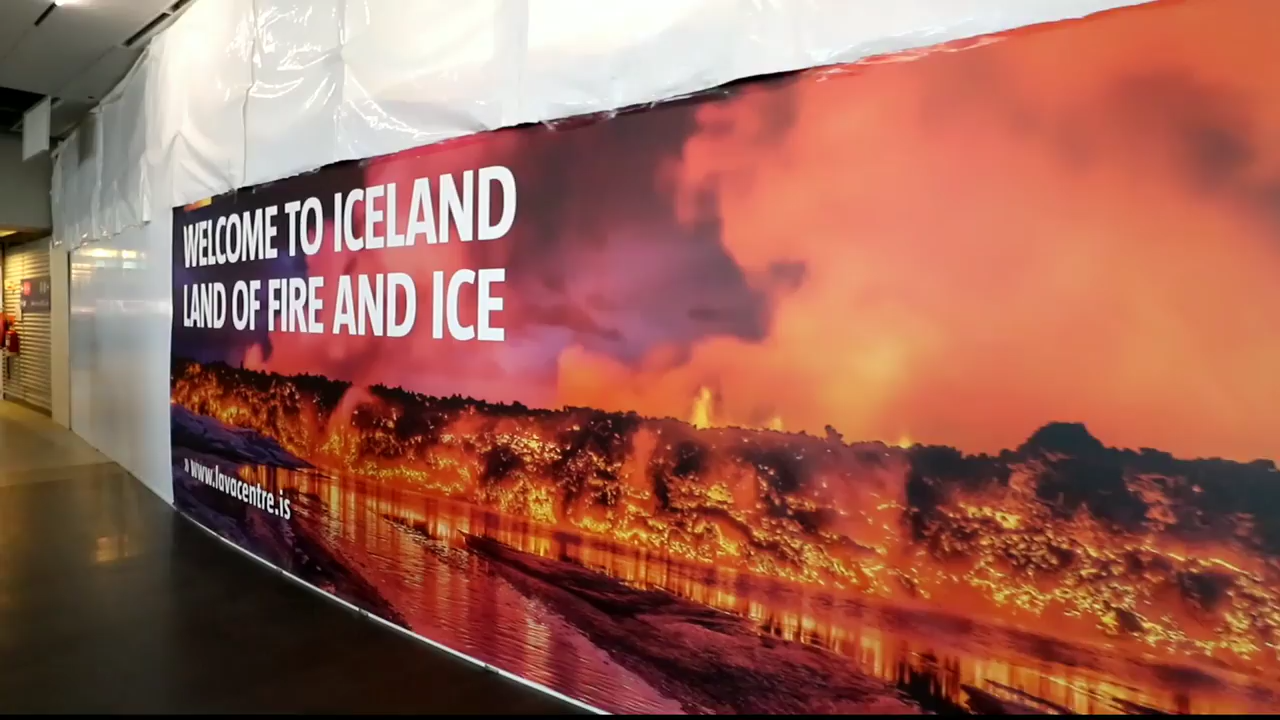 WELCOME TO ICELAND
LAND OF FIRE AND ICE
» www.lavacentre.is